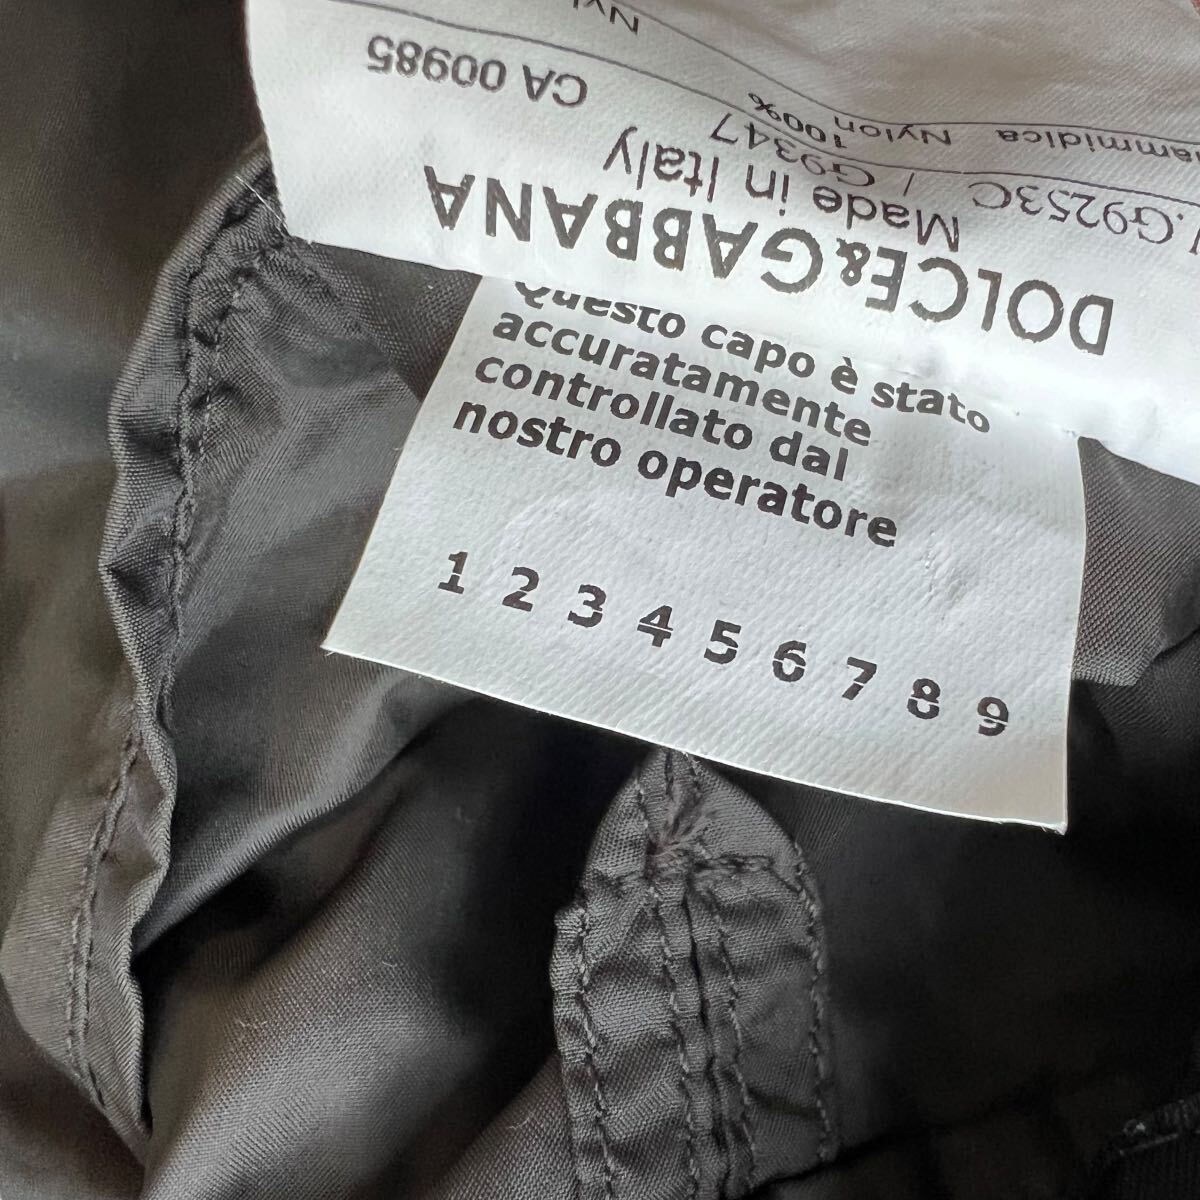 DOLCE&GABBANA
Made in Italy
.G9253C / G9347
Nylon 100%
CA 00985
Questo capo è stato
accuratamente
controllato dal
nostro operatore
1 2 3 4 5 6 7 8 9